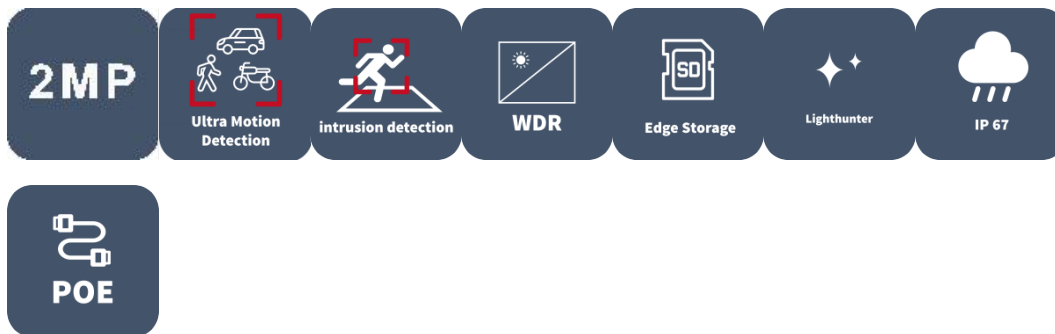 2MP
Ultra Motion
Detection
intrusion detection
WDR
SD
Edge Storage
Lighthunter
IP 67
POE